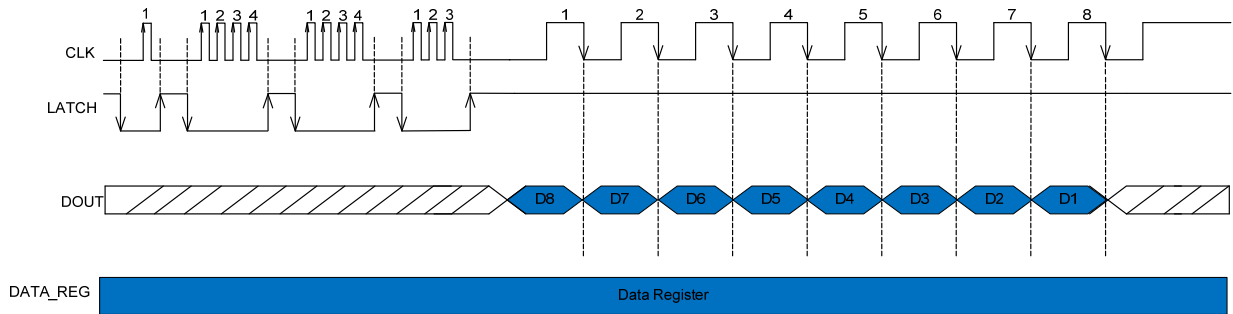 1 1 2 3 4 1 2 3 4 1 2 3 1 2 3 4 5 6 7 8
CLK
LATCH
DOUT D8 D7 D6 D5 D4 D3 D2 D1
DATA_REG Data Register